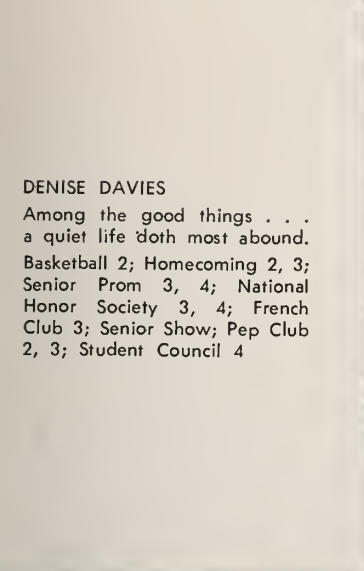 DENISE DAVIES
Among the good things . . .
a quiet life doth most abound.
Basketball 2; Homecoming 2, 3;
Senior Prom 3, 4; National
Honor Society 3, 4; French
Club 3; Senior Show; Pep Club
2, 3; Student Council 4